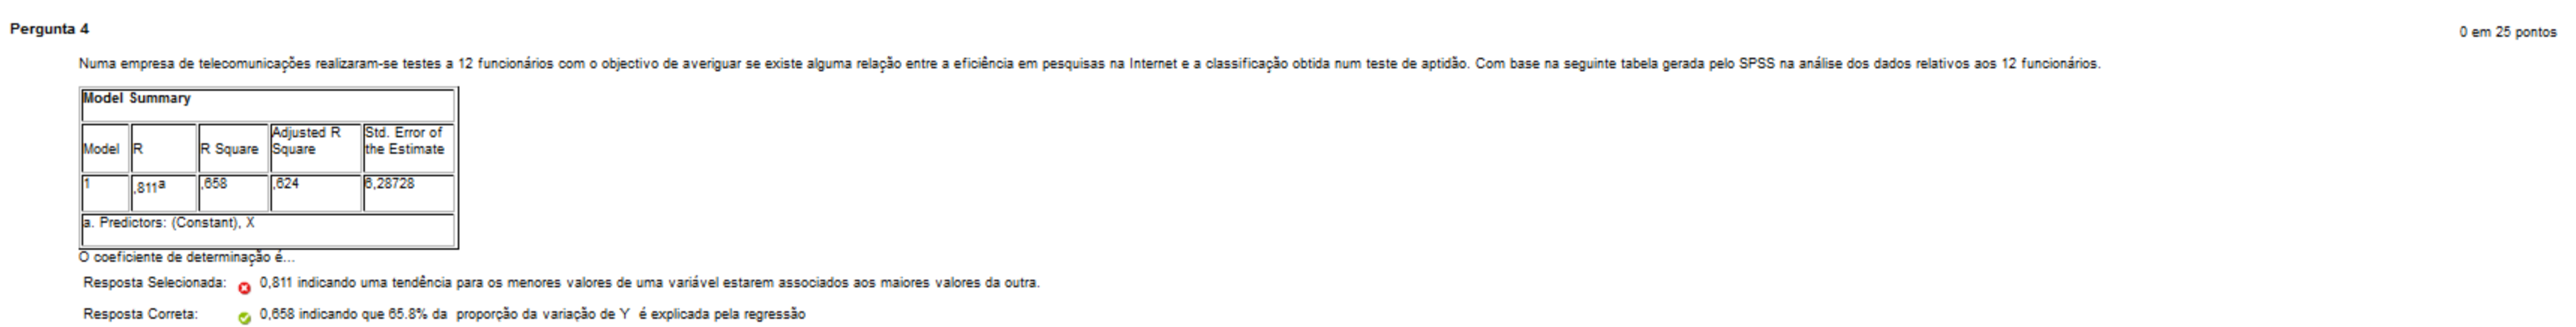 Pergunta 4
0 em 25 pontos
Numa empresa de telecomunicações realizaram-se testes a 12 funcionários com o objectivo de averiguar se existe alguma relação entre a eficiência em pesquisas na Internet e a classificação obtida num teste de aptidão. Com base na seguinte tabela gerada pelo SPSS na análise dos dados relativos aos 12 funcionários.
Model Summary
Model R R Square Adjusted R Square Std. Error of the Estimate
1 ,811a ,658 ,624 6,28728
a. Predictors: (Constant), X
O coeficiente de determinação é...
Resposta Selecionada: 0,811 indicando uma tendência para os menores valores de uma variável estarem associados aos maiores valores da outra.
Resposta Correta: 0,658 indicando que 65.8% da proporção da variação de Y é explicada pela regressão